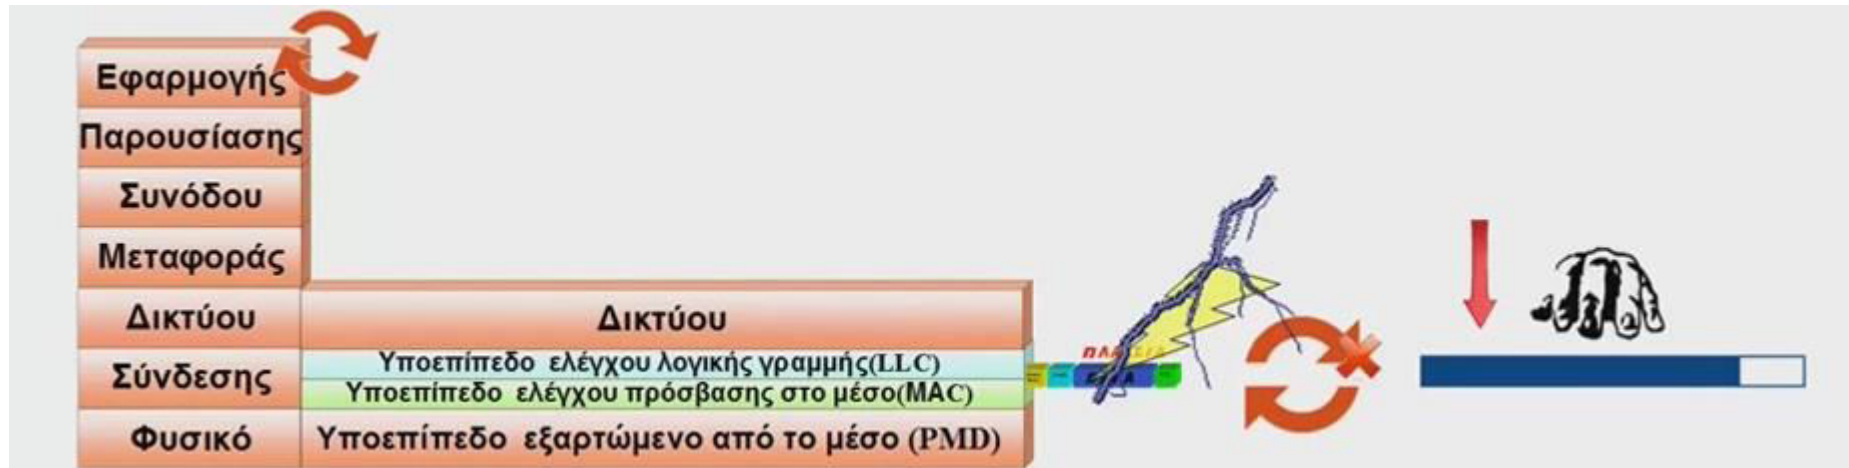 Εφαρμογής
Παρουσίασης
Συνόδου
Μεταφοράς
Δικτύου Δικτύου
Σύνδεσης
Υποεπίπεδο ελέγχου λογικής γραμμής(LLC)
Υποεπίπεδο ελέγχου πρόσβασης στο μέσο(MAC)
Φυσικό Υποεπίπεδο εξαρτώμενο από το μέσο (PMD)